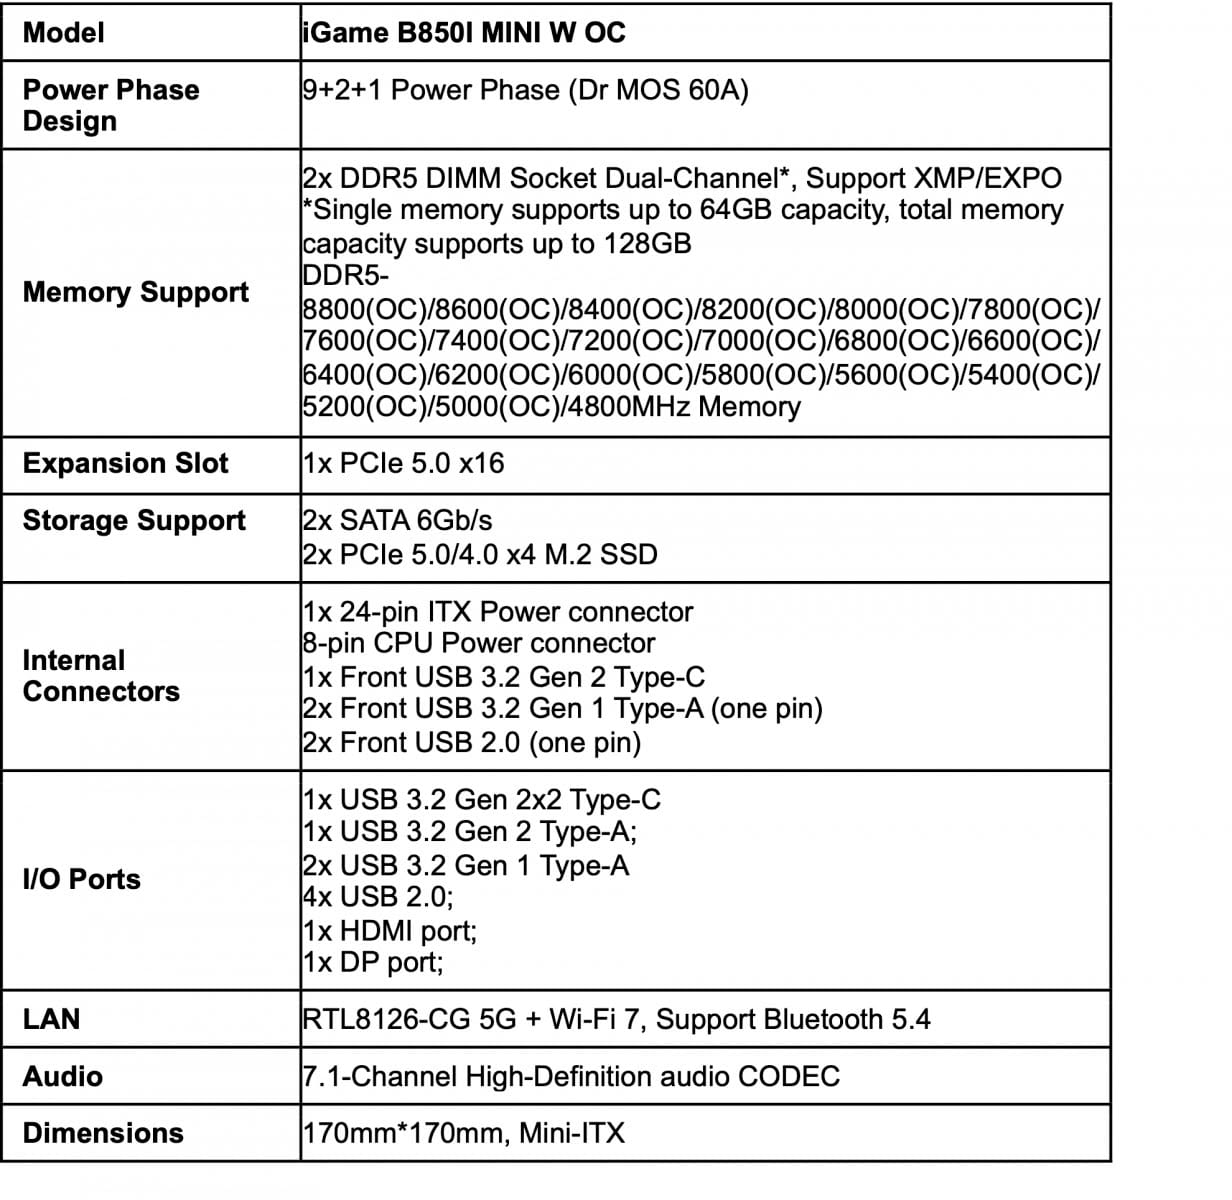 Model
iGame B850I MINI W OC
Power Phase
Design
9+2+1 Power Phase (Dr MOS 60A)
Memory Support
2x DDR5 DIMM Socket Dual-Channel*, Support XMP/EXPO
*Single memory supports up to 64GB capacity, total memory
capacity supports up to 128GB
DDR5-
8800(OC)/8600(OC)/8400(OC)/8200(OC)/8000(OC)/7800(OC)/
7600(OC)/7400(OC)/7200(OC)/7000(OC)/6800(OC)/6600(OC)/
6400(OC)/6200(OC)/6000(OC)/5800(OC)/5600(OC)/5400(OC)/
5200(OC)/5000(OC)/4800MHz Memory
Expansion Slot
1x PCIe 5.0 x16
Storage Support
2x SATA 6Gb/s
2x PCIe 5.0/4.0 x4 M.2 SSD
Internal
Connectors
1x 24-pin ITX Power connector
8-pin CPU Power connector
1x Front USB 3.2 Gen 2 Type-C
2x Front USB 3.2 Gen 1 Type-A (one pin)
2x Front USB 2.0 (one pin)
I/O Ports
1x USB 3.2 Gen 2x2 Type-C
1x USB 3.2 Gen 2 Type-A;
2x USB 3.2 Gen 1 Type-A
4x USB 2.0;
1x HDMI port;
1x DP port;
LAN
RTL8126-CG 5G + Wi-Fi 7, Support Bluetooth 5.4
Audio
7.1-Channel High-Definition audio CODEC
Dimensions
170mm*170mm, Mini-ITX